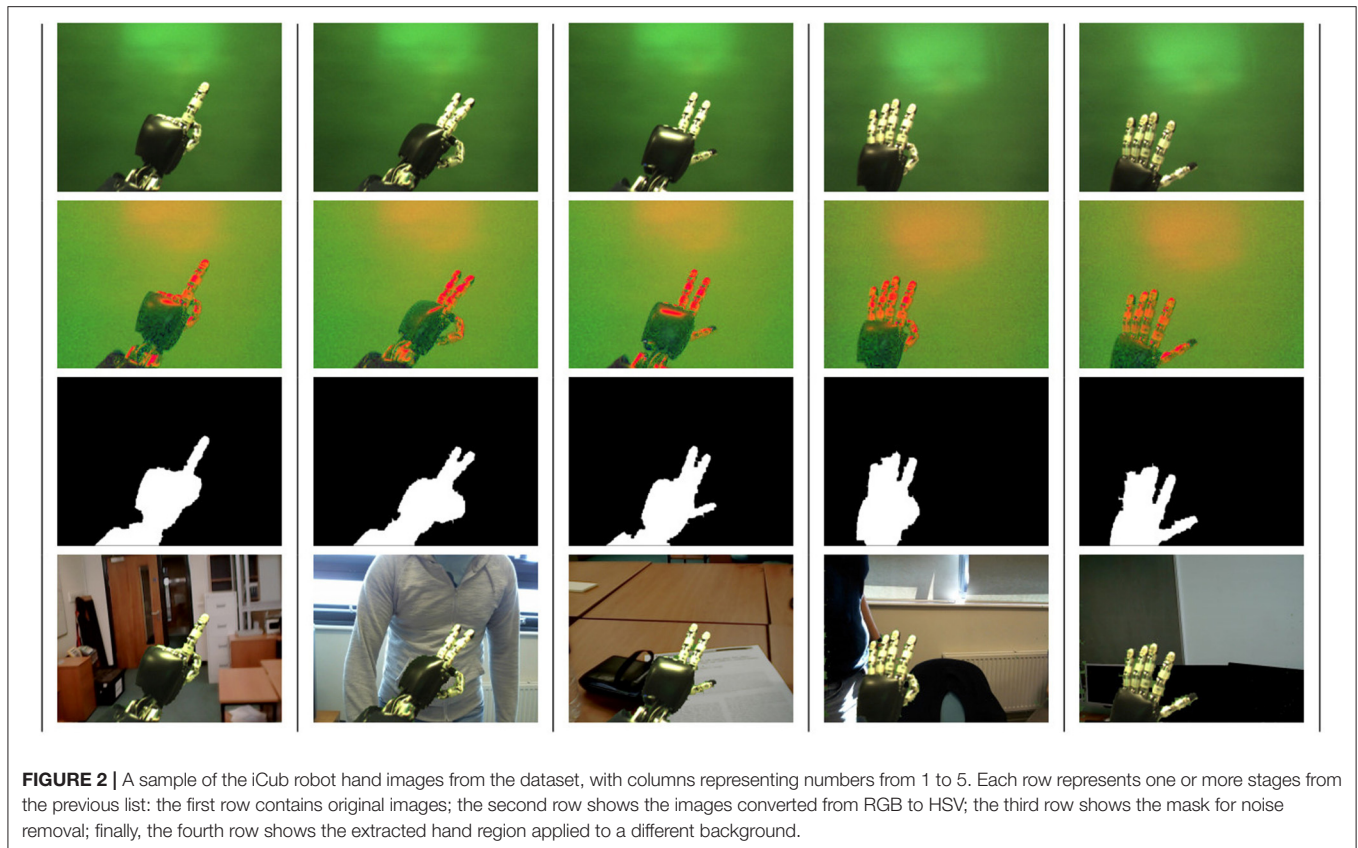 FIGURE 2 | A sample of the iCub robot hand images from the dataset, with columns representing numbers from 1 to 5. Each row represents one or more stages from
the previous list: the first row contains original images; the second row shows the images converted from RGB to HSV; the third row shows the mask for noise
removal; finally, the fourth row shows the extracted hand region applied to a different background.